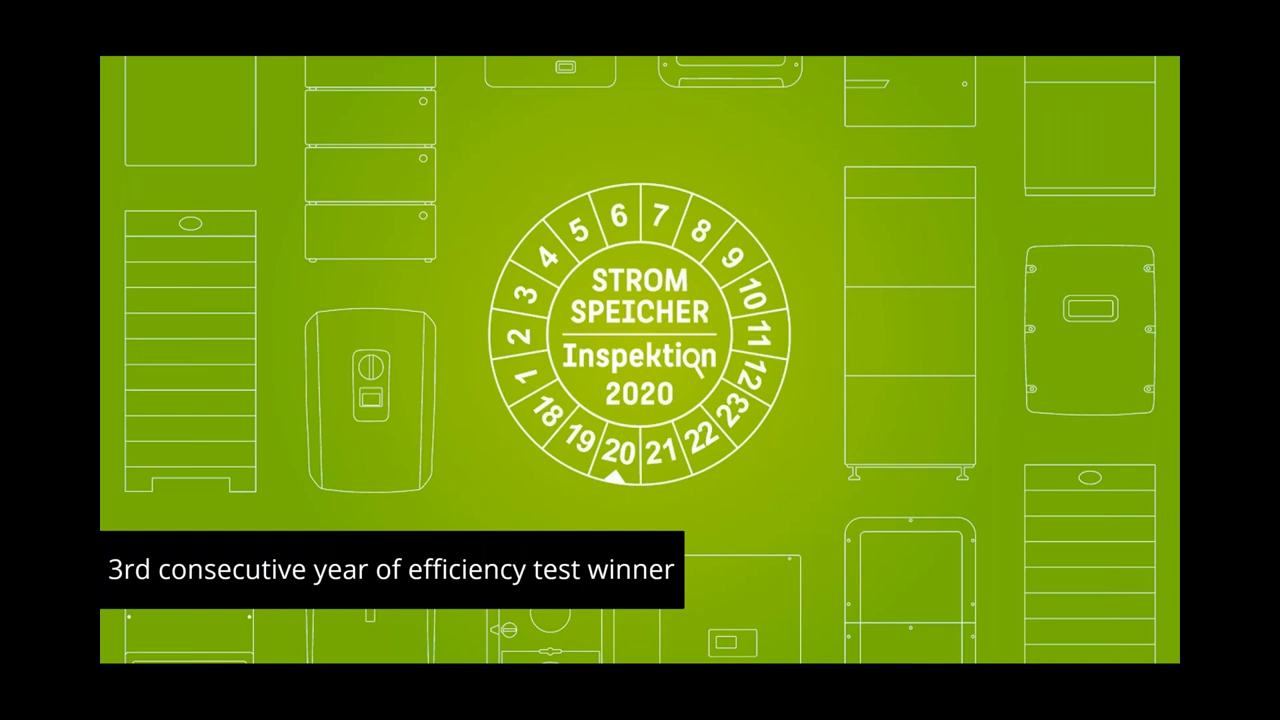 1 2 3 4 5 6 7 8 9 10 11 12
18 19 20 21 22 23
STROM
SPEICHER
Inspektion
2020
3rd consecutive year of efficiency test winner